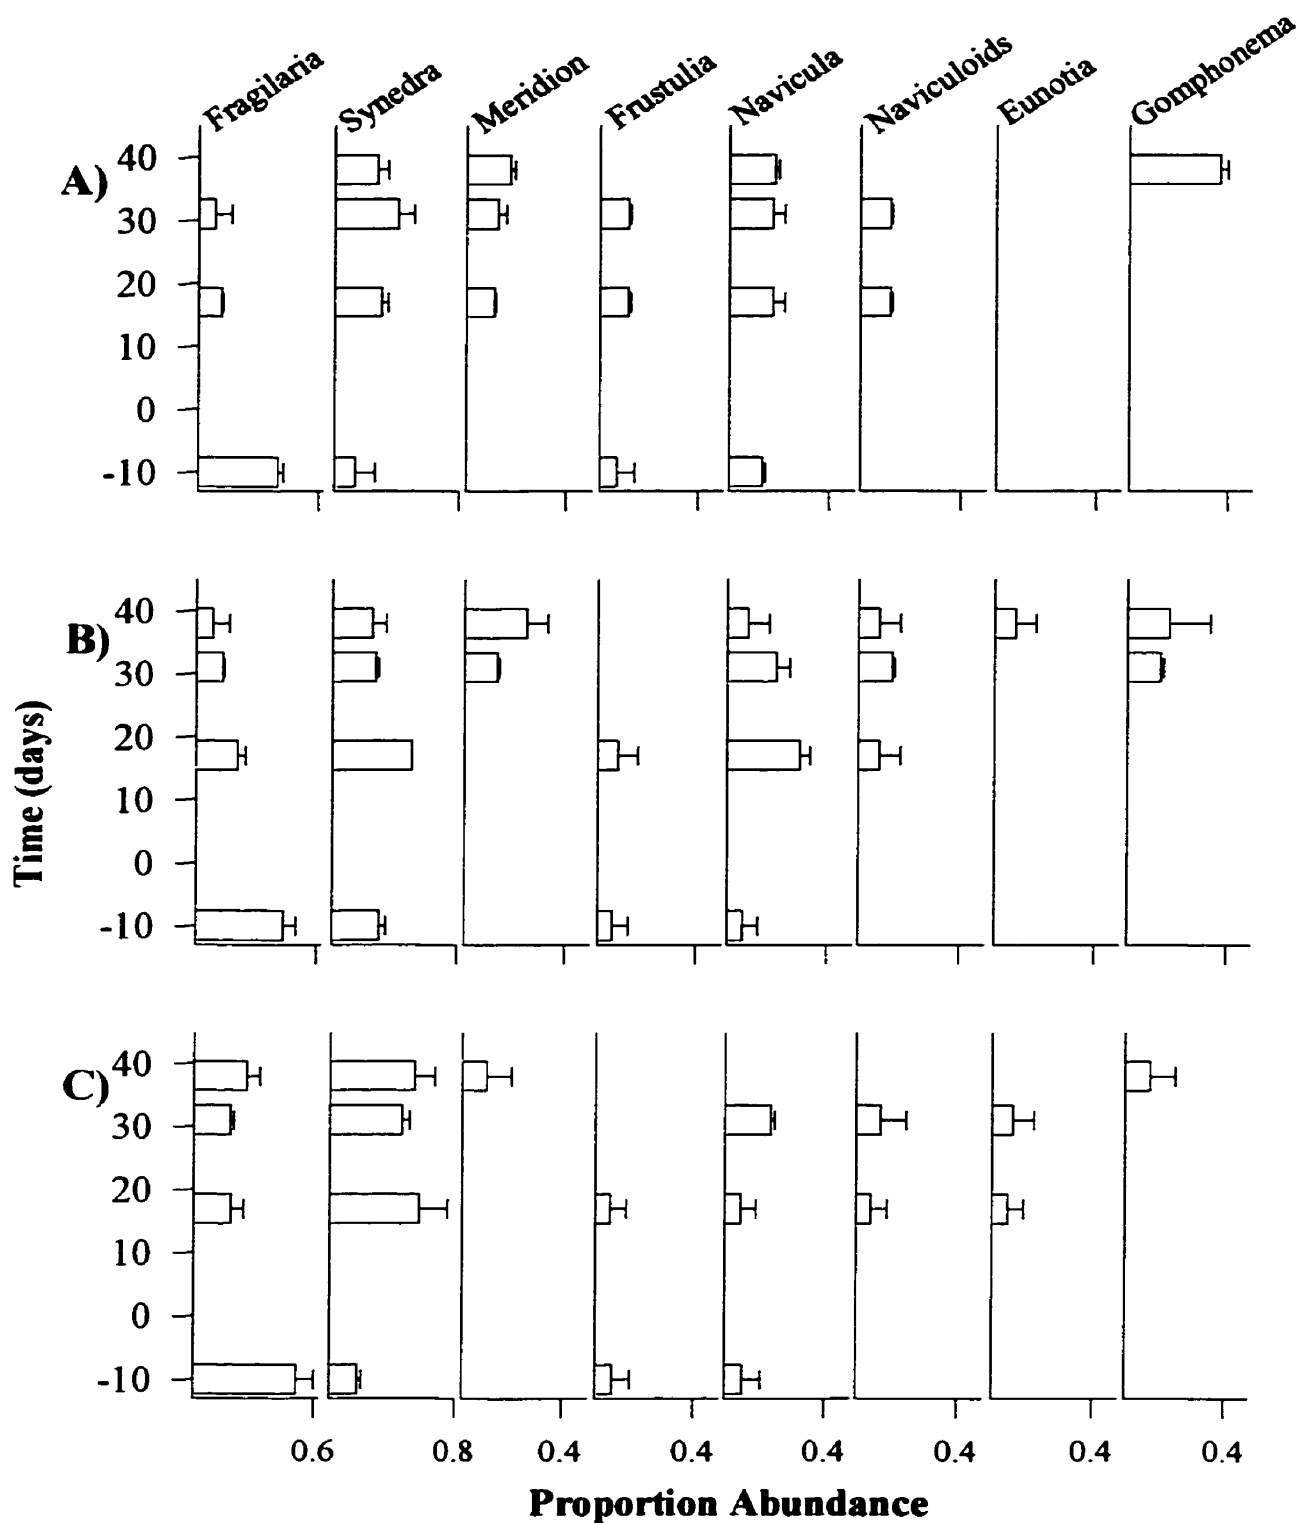 Fragilaria Synedra Meridion Frustulia Navicula Naviculoids Eunotia Gomphonema
A)
40
30
20
10
0
-10
B)
40
30
20
10
0
-10
Time (days)
C)
40
30
20
10
0
-10
0.6 0.8 0.4 0.4 0.4 0.4 0.4 0.4
Proportion Abundance